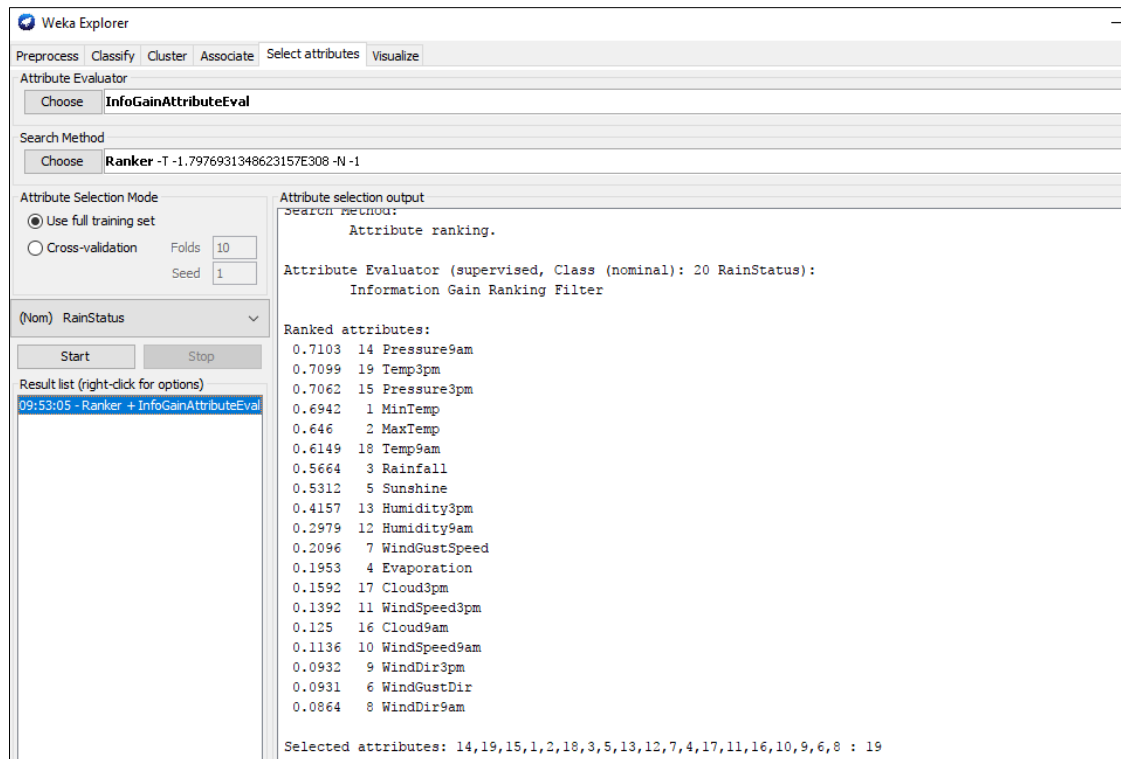 Weka Explorer
Preprocess Classify Cluster Associate Select attributes Visualize
Attribute Evaluator
Choose InfoGainAttributeEval
Search Method
Choose Ranker -T -1.7976931348623157E308 -N -1
Attribute Selection Mode
Use full training set
Cross-validation Folds 10
Seed 1
(Nom) RainStatus
Start Stop
Result list (right-click for options)
09:53:05 - Ranker + InfoGainAttributeEval
Attribute selection output
Search Method:
Attribute ranking.
Attribute Evaluator (supervised, Class (nominal): 20 RainStatus):
Information Gain Ranking Filter
Ranked attributes:
0.7103 14 Pressure9am
0.7099 19 Temp3pm
0.7062 15 Pressure3pm
0.6942 1 MinTemp
0.646 2 MaxTemp
0.6149 18 Temp9am
0.5664 3 Rainfall
0.5312 5 Sunshine
0.4157 13 Humidity3pm
0.2979 12 Humidity9am
0.2096 7 WindGustSpeed
0.1953 4 Evaporation
0.1592 17 Cloud3pm
0.1392 11 WindSpeed3pm
0.125 16 Cloud9am
0.1136 10 WindSpeed9am
0.0932 9 WindDir3pm
0.0931 6 WindGustDir
0.0864 8 WindDir9am
Selected attributes: 14,19,15,1,2,18,3,5,13,12,7,4,17,11,16,10,9,6,8 : 19